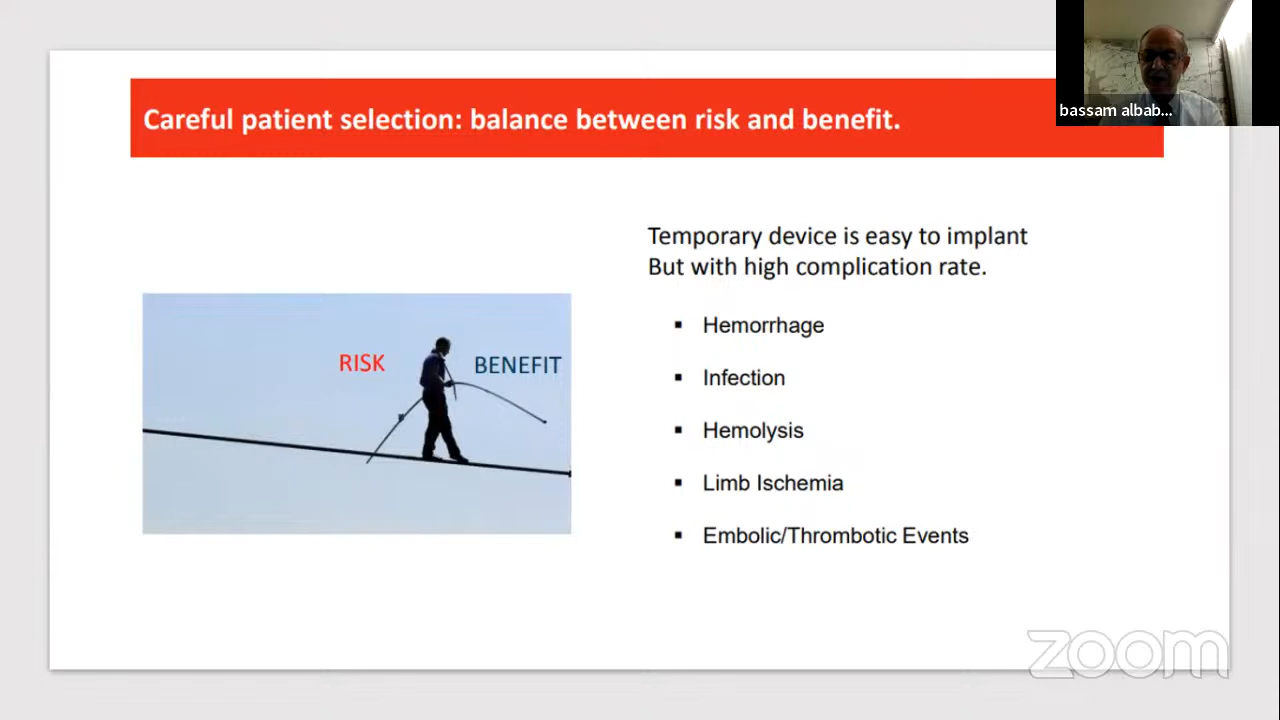 Careful patient selection: balance between risk and benefit.
bassam albab...
Temporary device is easy to implant
But with high complication rate.
RISK
BENEFIT
▪ Hemorrhage
▪ Infection
▪ Hemolysis
▪ Limb Ischemia
▪ Embolic/Thrombotic Events
zoom